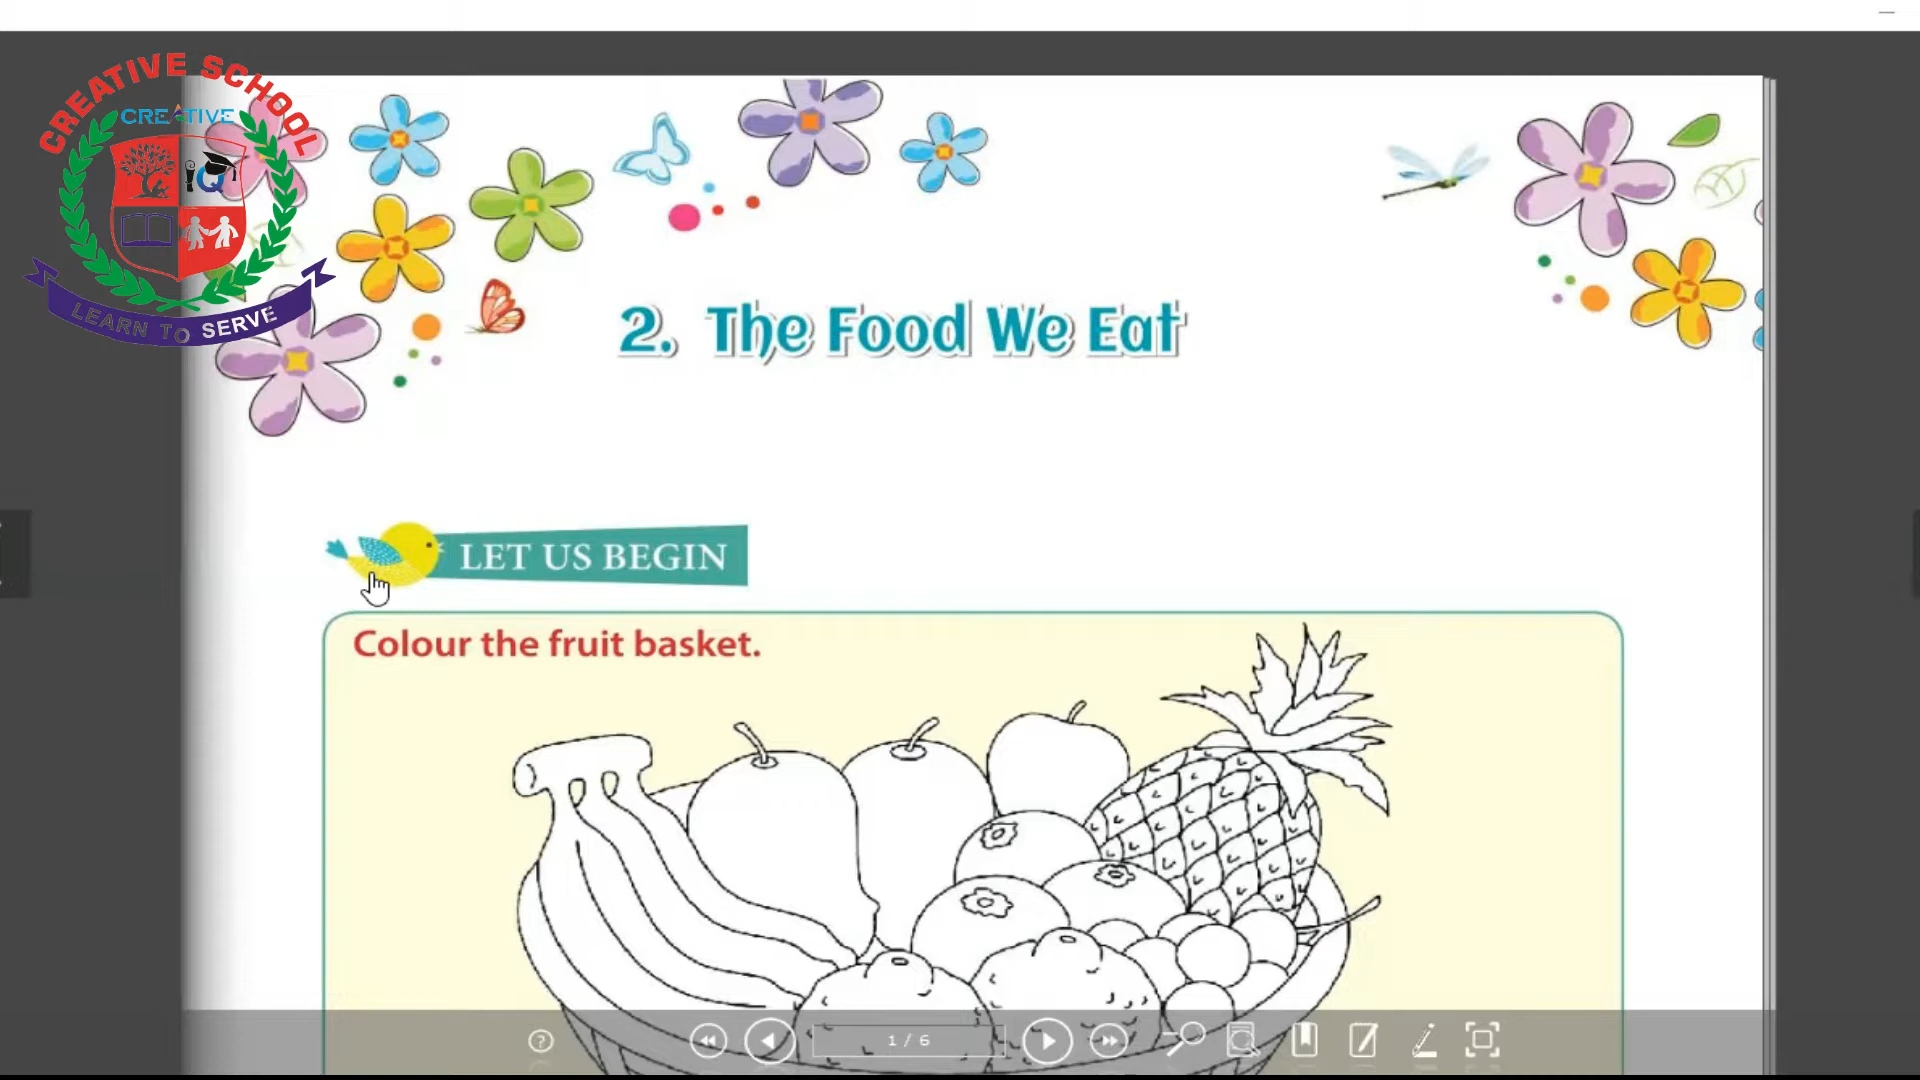 CREATIVE SCHOOL
CREATIVE
IQ
LEARN TO SERVE
2. The Food We Eat
LET US BEGIN
Colour the fruit basket.
1 / 6